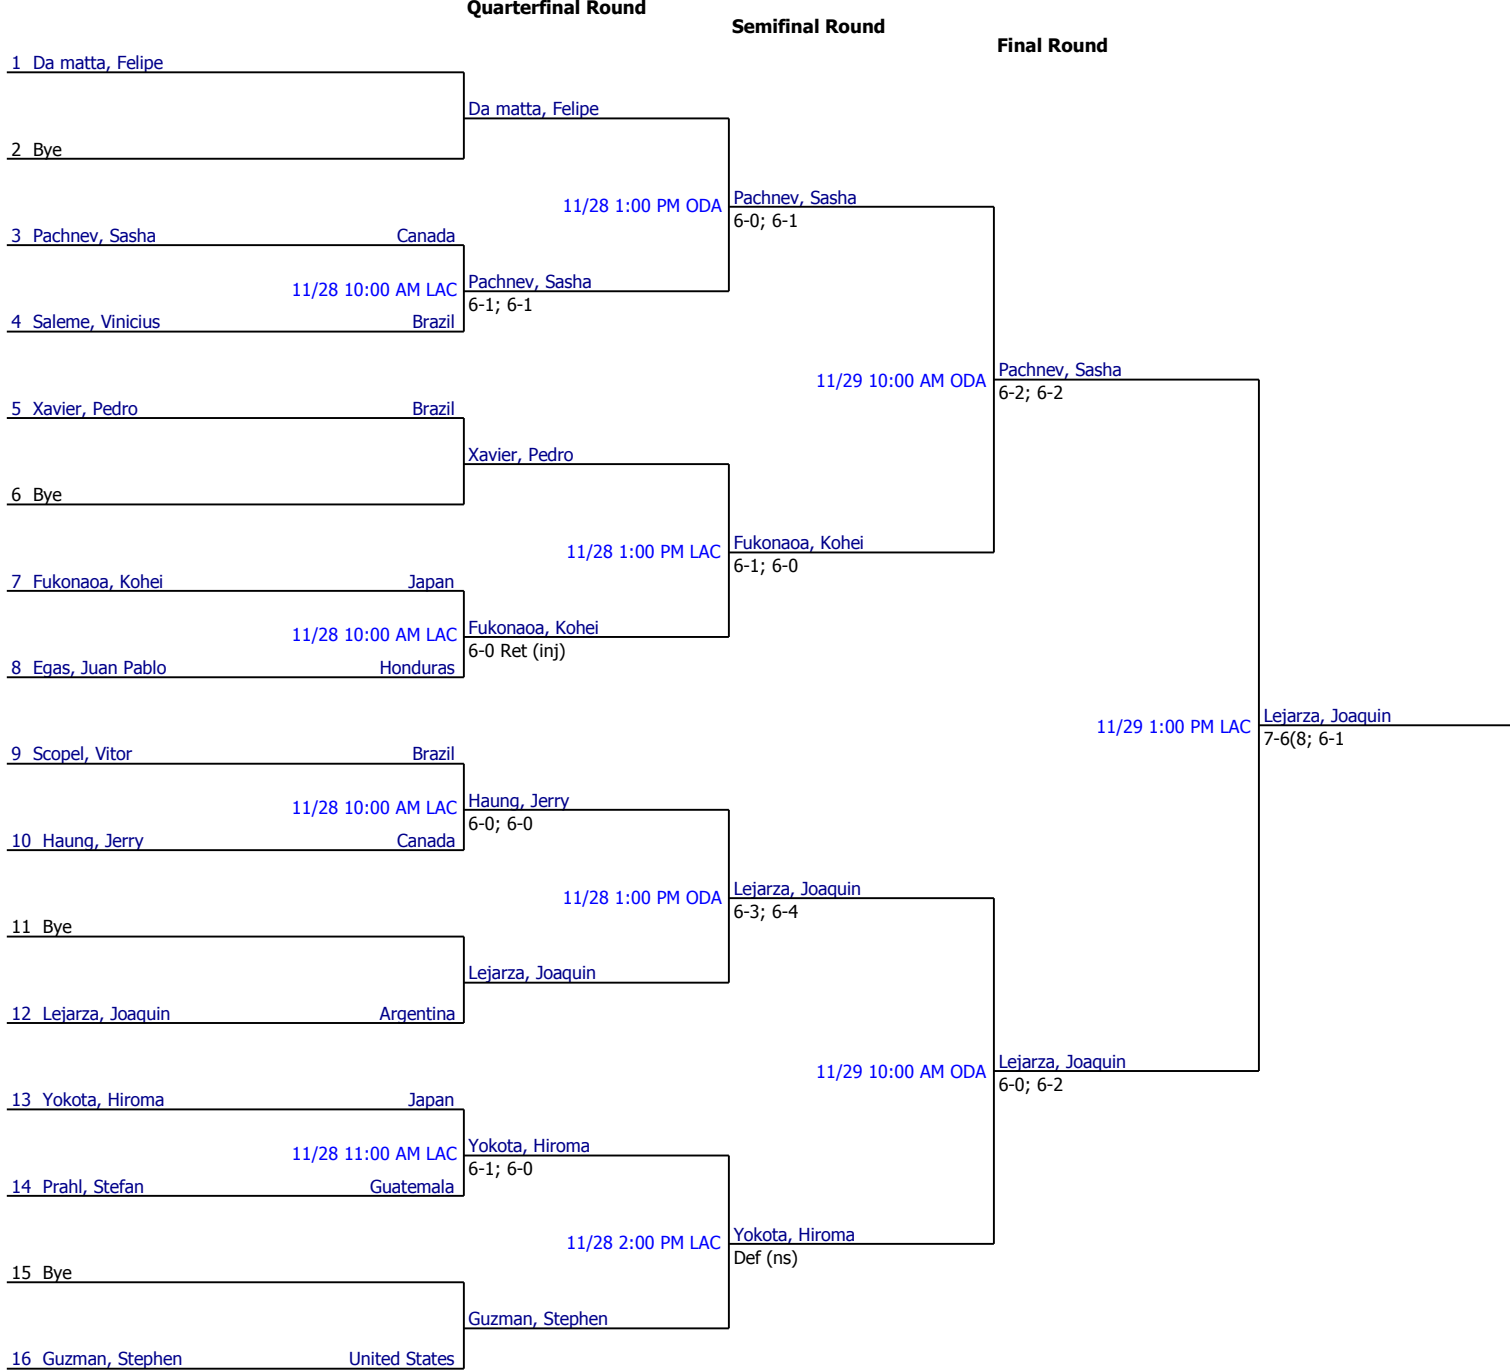 Quarterfinal Round
Semifinal Round
Final Round
1 Da matta, Felipe
Da matta, Felipe
2 Bye
11/28 1:00 PM ODA
Pachnev, Sasha
6-0; 6-1
3 Pachnev, Sasha Canada
11/28 10:00 AM LAC
Pachnev, Sasha
6-1; 6-1
4 Saleme, Vinicius Brazil
11/29 10:00 AM ODA
Pachnev, Sasha
6-2; 6-2
5 Xavier, Pedro Brazil
Xavier, Pedro
6 Bye
11/28 1:00 PM LAC
Fukonaoa, Kohei
6-1; 6-0
7 Fukonaoa, Kohei Japan
11/28 10:00 AM LAC
Fukonaoa, Kohei
6-0 Ret (inj)
8 Egas, Juan Pablo Honduras
11/29 1:00 PM LAC
Lejarza, Joaquin
7-6(8; 6-1
9 Scopel, Vitor Brazil
11/28 10:00 AM LAC
Haung, Jerry
6-0; 6-0
10 Haung, Jerry Canada
11/28 1:00 PM ODA
Lejarza, Joaquin
6-3; 6-4
11 Bye
Lejarza, Joaquin
12 Lejarza, Joaquin Argentina
11/29 10:00 AM ODA
Lejarza, Joaquin
6-0; 6-2
13 Yokota, Hiroma Japan
11/28 11:00 AM LAC
Yokota, Hiroma
6-1; 6-0
14 Prahl, Stefan Guatemala
11/28 2:00 PM LAC
Yokota, Hiroma
Def (ns)
15 Bye
Guzman, Stephen
16 Guzman, Stephen United States